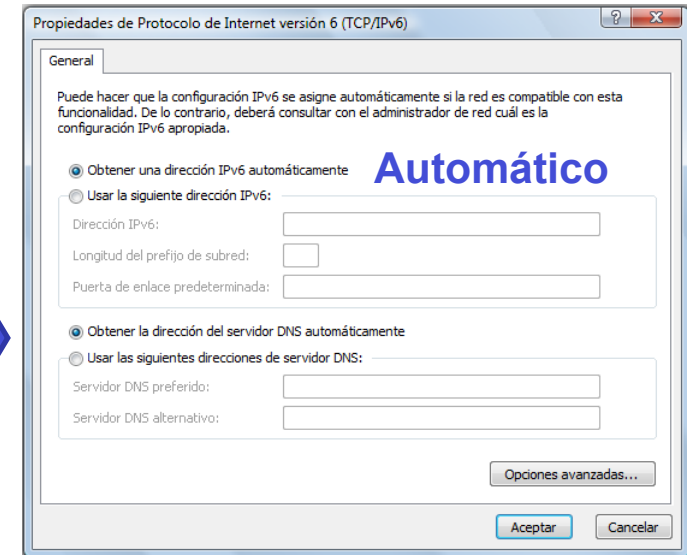 Propiedades de Protocolo de Internet versión 6 (TCP/IPv6)
General
Puede hacer que la configuración IPv6 se asigne automáticamente si la red es compatible con esta
funcionalidad. De lo contrario, deberá consultar con el administrador de red cuál es la
configuración IPv6 apropiada.
Obtener una dirección IPv6 automáticamente
Automático
Usar la siguiente dirección IPv6:
Dirección IPv6:
Longitud del prefijo de subred:
Puerta de enlace predeterminada:
Obtener la dirección del servidor DNS automáticamente
Usar las siguientes direcciones de servidor DNS:
Servidor DNS preferido:
Servidor DNS alternativo:
Opciones avanzadas...
Aceptar
Cancelar